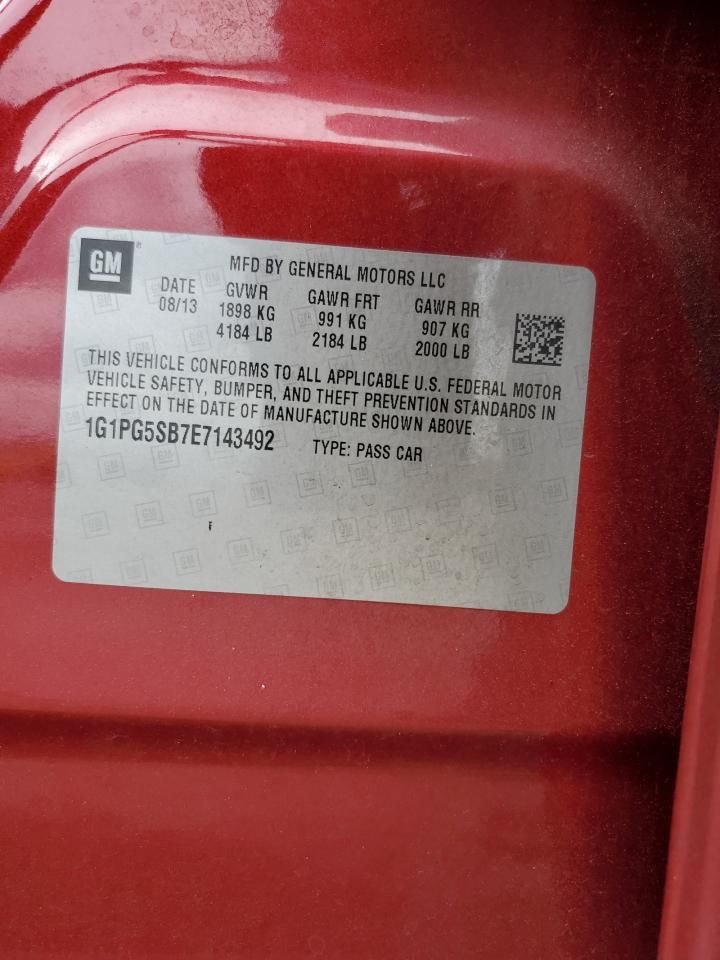 GM
MFD BY GENERAL MOTORS LLC
DATE GVWR GAWR FRT GAWR RR
08/13 1898 KG 991 KG 907 KG
4184 LB 2184 LB 2000 LB
THIS VEHICLE CONFORMS TO ALL APPLICABLE U.S. FEDERAL MOTOR
VEHICLE SAFETY, BUMPER, AND THEFT PREVENTION STANDARDS IN
EFFECT ON THE DATE OF MANUFACTURE SHOWN ABOVE.
1G1PG5SB7E7143492 TYPE: PASS CAR